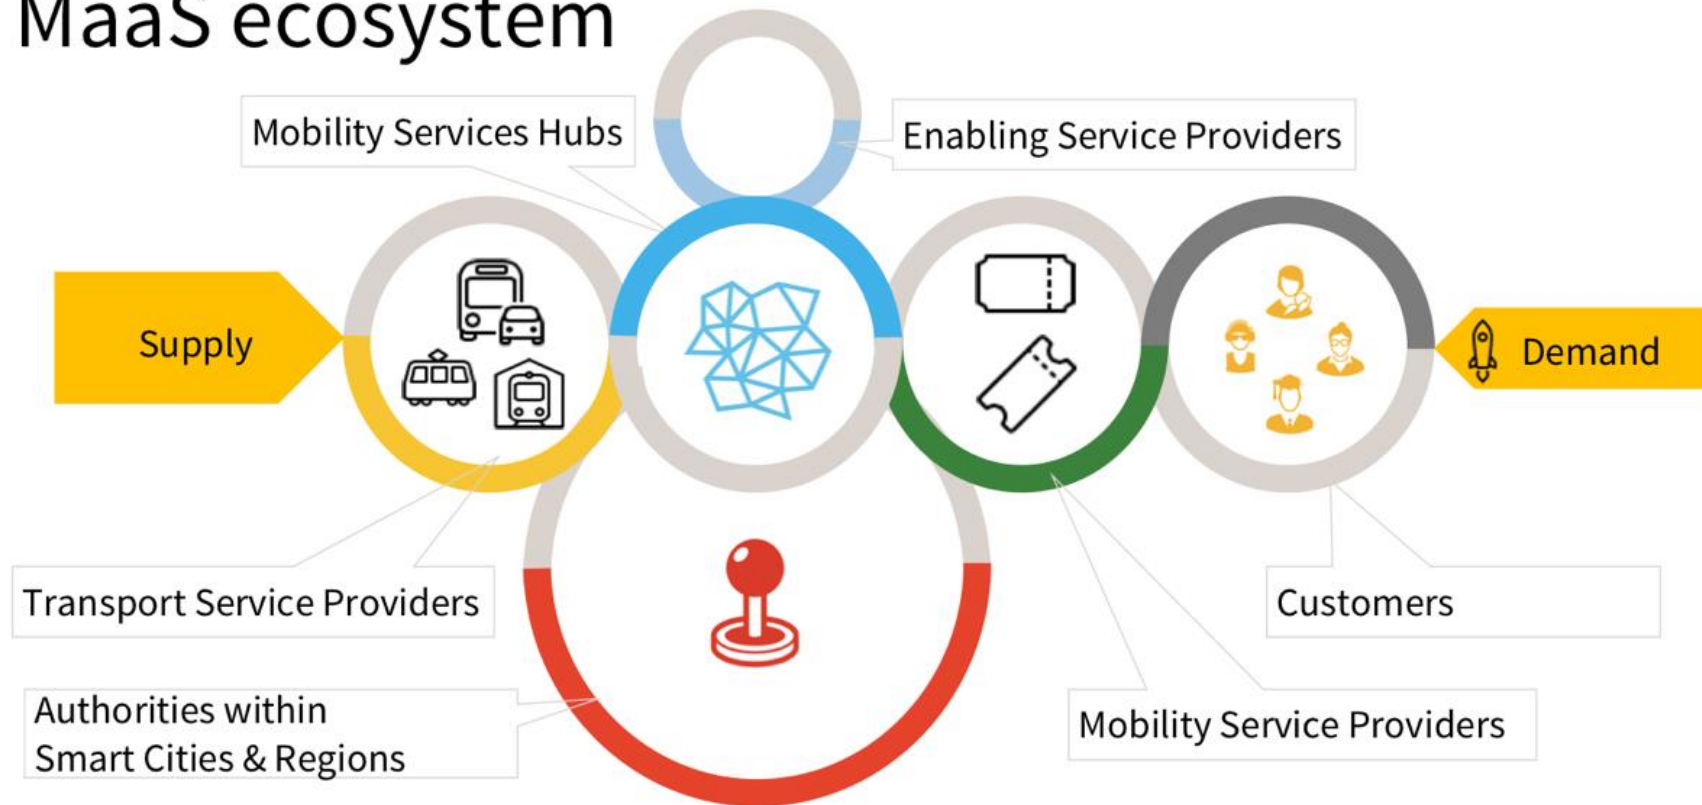 MaaS ecosystem
Mobility Services Hubs
Enabling Service Providers
Supply
Demand
Transport Service Providers
Customers
Authorities within
Smart Cities & Regions
Mobility Service Providers